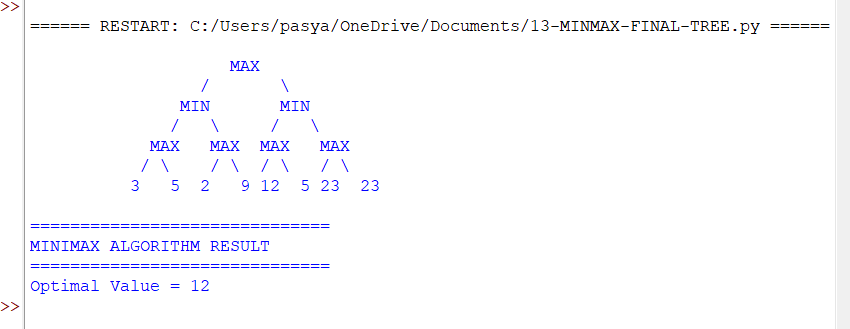 >>
====== RESTART: C:/Users/pasya/OneDrive/Documents/13-MINMAX-FINAL-TREE.py ======
                    MAX
                 /       \
               MIN       MIN
              /   \     /   \
            MAX   MAX  MAX   MAX
           / \    / \  / \   / \
          3   5  2   9 12  5 23  23
==============================
MINIMAX ALGORITHM RESULT
==============================
Optimal Value = 12
>>